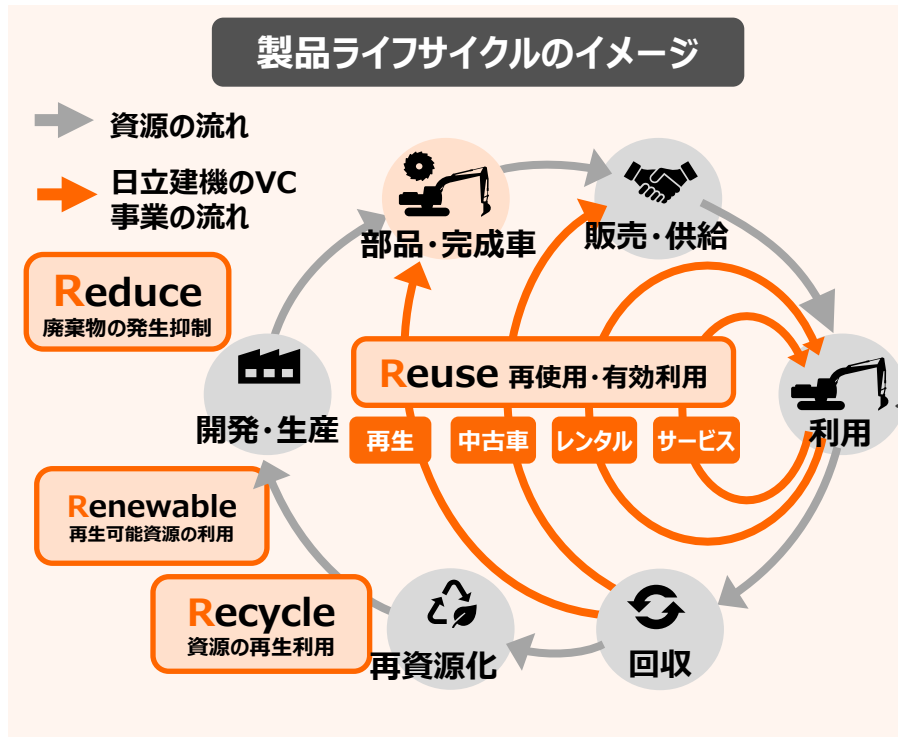 製品ライフサイクルのイメージ
資源の流れ
日立建機のVC
事業の流れ
部品・完成車
販売・供給
Reduce
廃棄物の発生抑制
Reuse 再使用・有効利用
開発・生産
再生
中古車
レンタル
サービス
利用
Renewable
再生可能資源の利用
Recycle
資源の再生利用
再資源化
回収